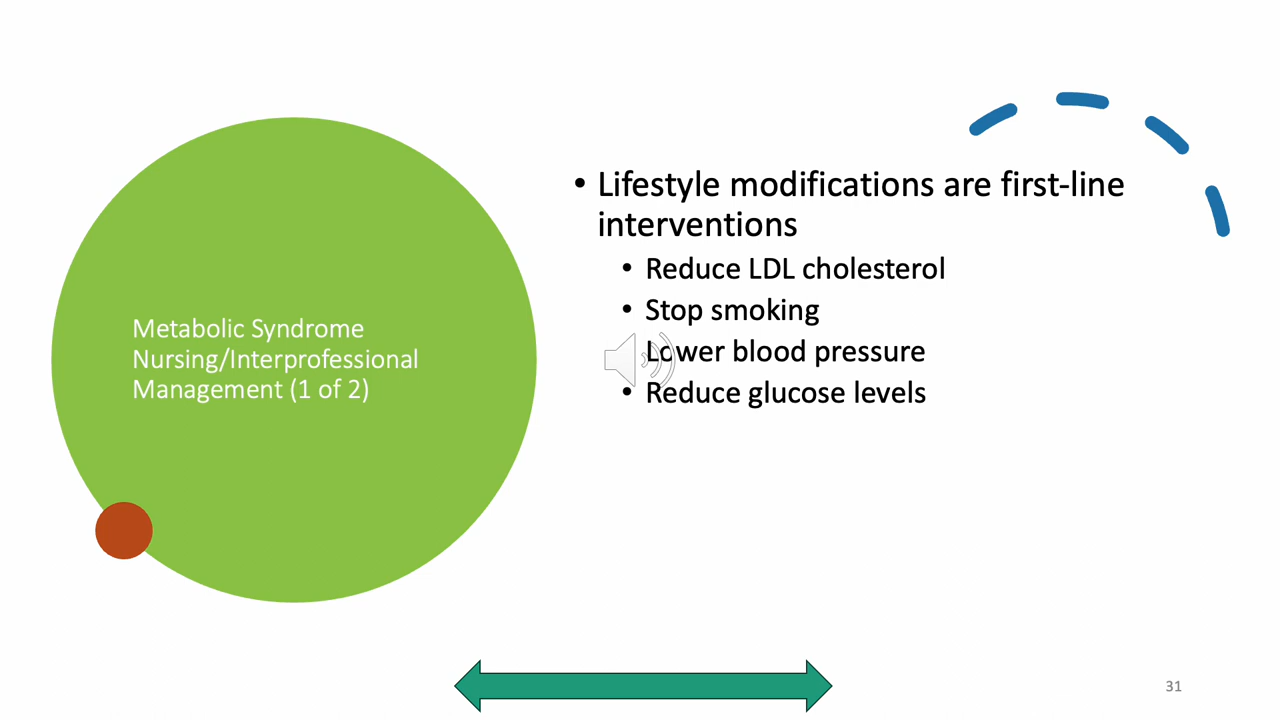 Metabolic Syndrome
Nursing/Interprofessional
Management (1 of 2)
• Lifestyle modifications are first-line
interventions
• Reduce LDL cholesterol
• Stop smoking
Lower blood pressure
• Reduce glucose levels
31